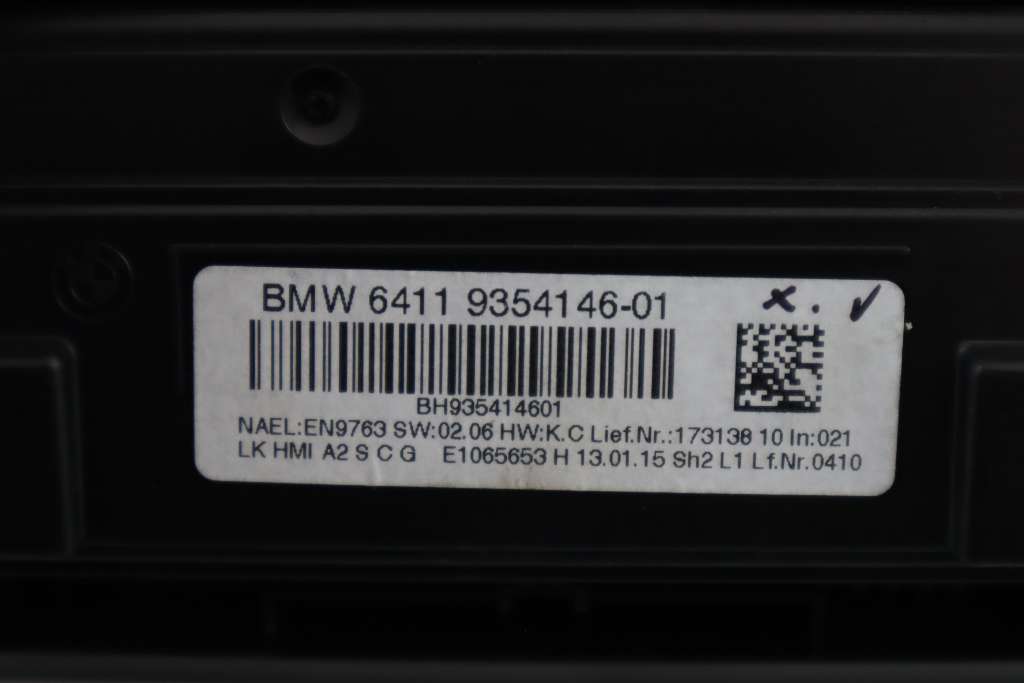 BMW 6411 9354146-01
BH935414601
NAEL:EN9763 SW:02.06 HW:K.C Lief.Nr.:173138 10 In:021
LK HMI A2 S C G E1065653 H 13.01.15 Sh2 L1 Lf.Nr.0410